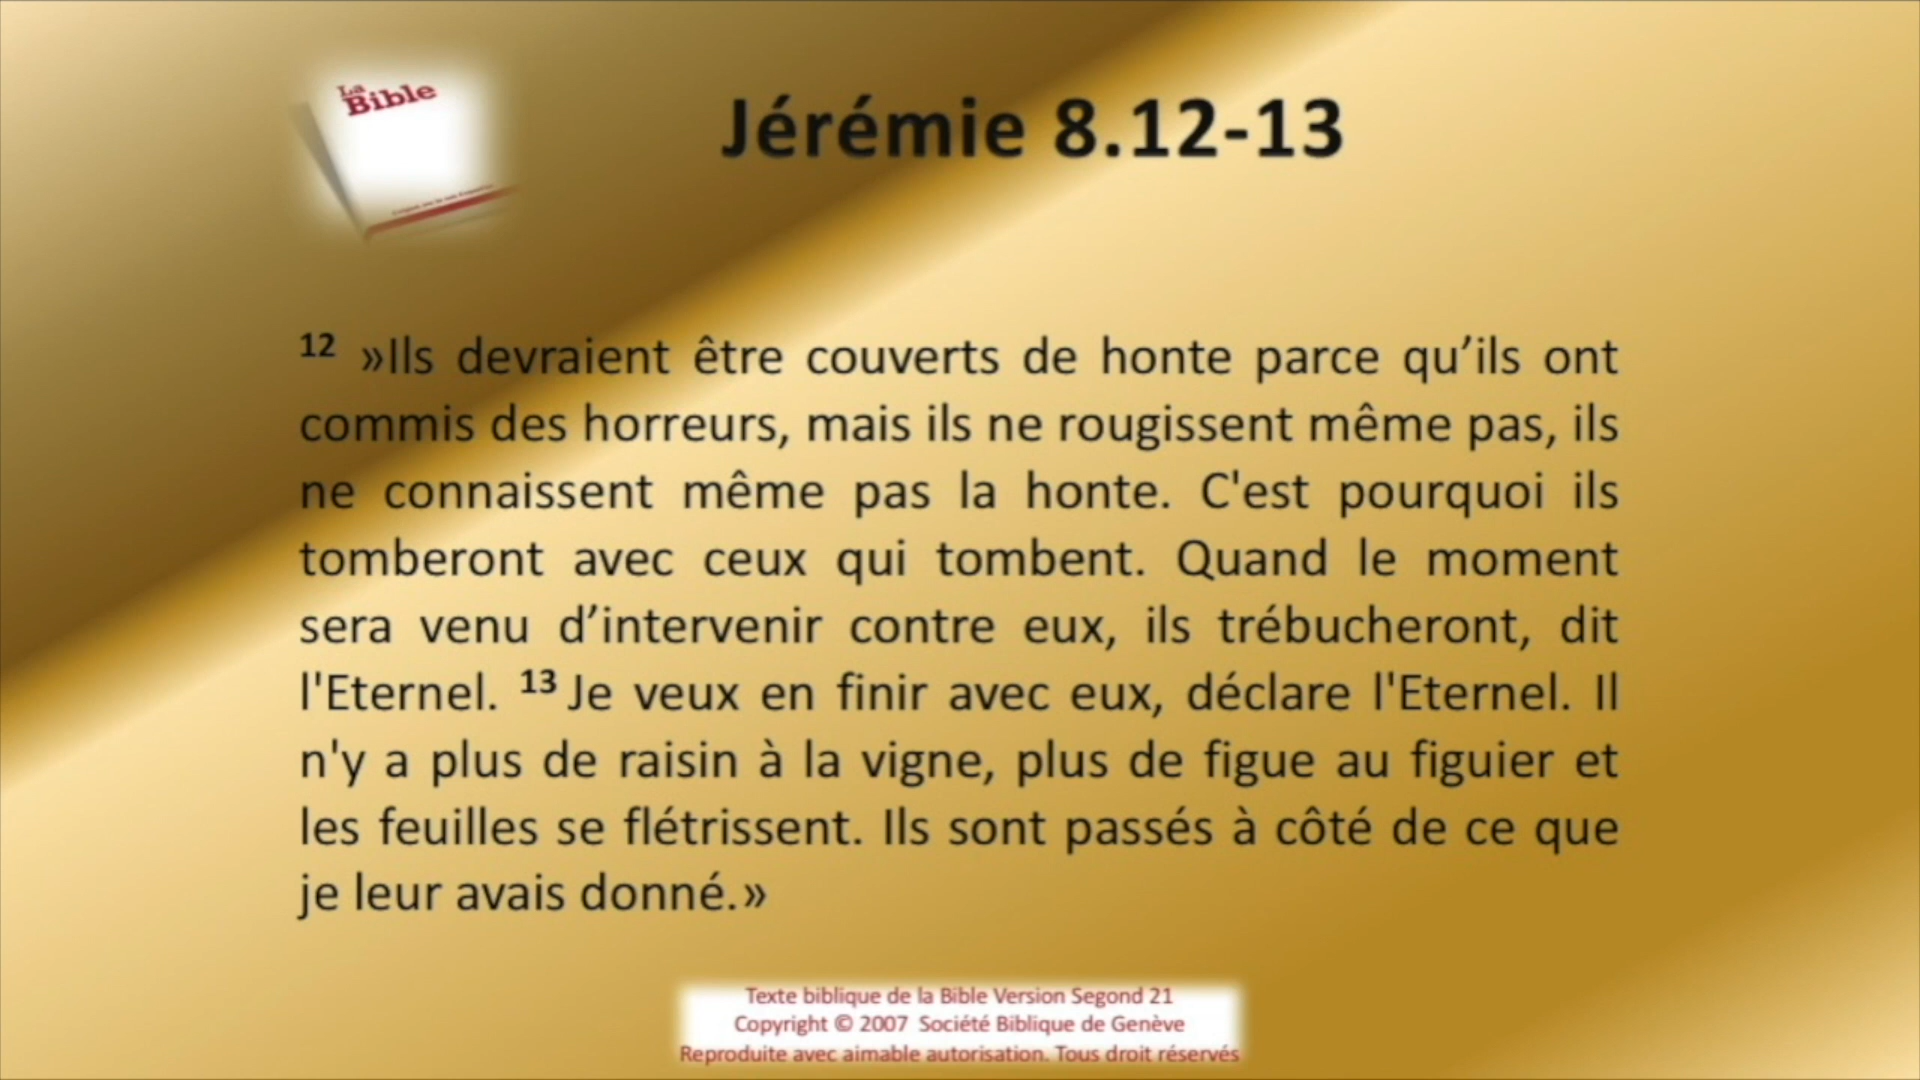 La
Bible
Jérémie 8.12-13
12 »Ils devraient être couverts de honte parce qu’ils ont
commis des horreurs, mais ils ne rougissent même pas, ils
ne connaissent même pas la honte. C'est pourquoi ils
tomberont avec ceux qui tombent. Quand le moment
sera venu d’intervenir contre eux, ils trébucheront, dit
l'Eternel. 13 Je veux en finir avec eux, déclare l'Eternel. Il
n'y a plus de raisin à la vigne, plus de figue au figuier et
les feuilles se flétrissent. Ils sont passés à côté de ce que
je leur avais donné.»
Texte biblique de la Bible Version Segond 21
Copyright © 2007 Société Biblique de Genève
Reproduite avec aimable autorisation. Tous droit réservés